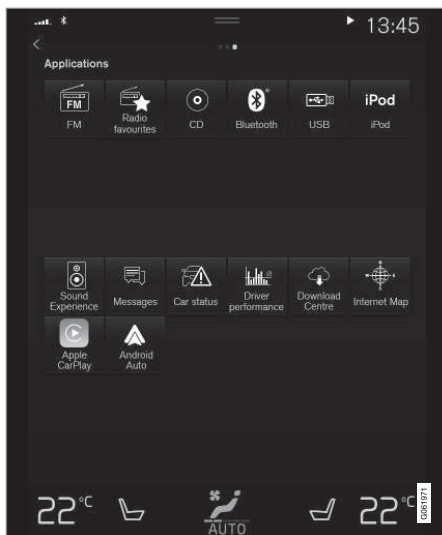 13:45
Applications
FM
FM
Radio
favourites
CD
Bluetooth
USB
iPod
iPod
Sound
Experience
Messages
Car status
Driver
performance
Download
Centre
Internet Map
Apple
CarPlay
Android
Auto
22°C
AUTO
22°C
G061971